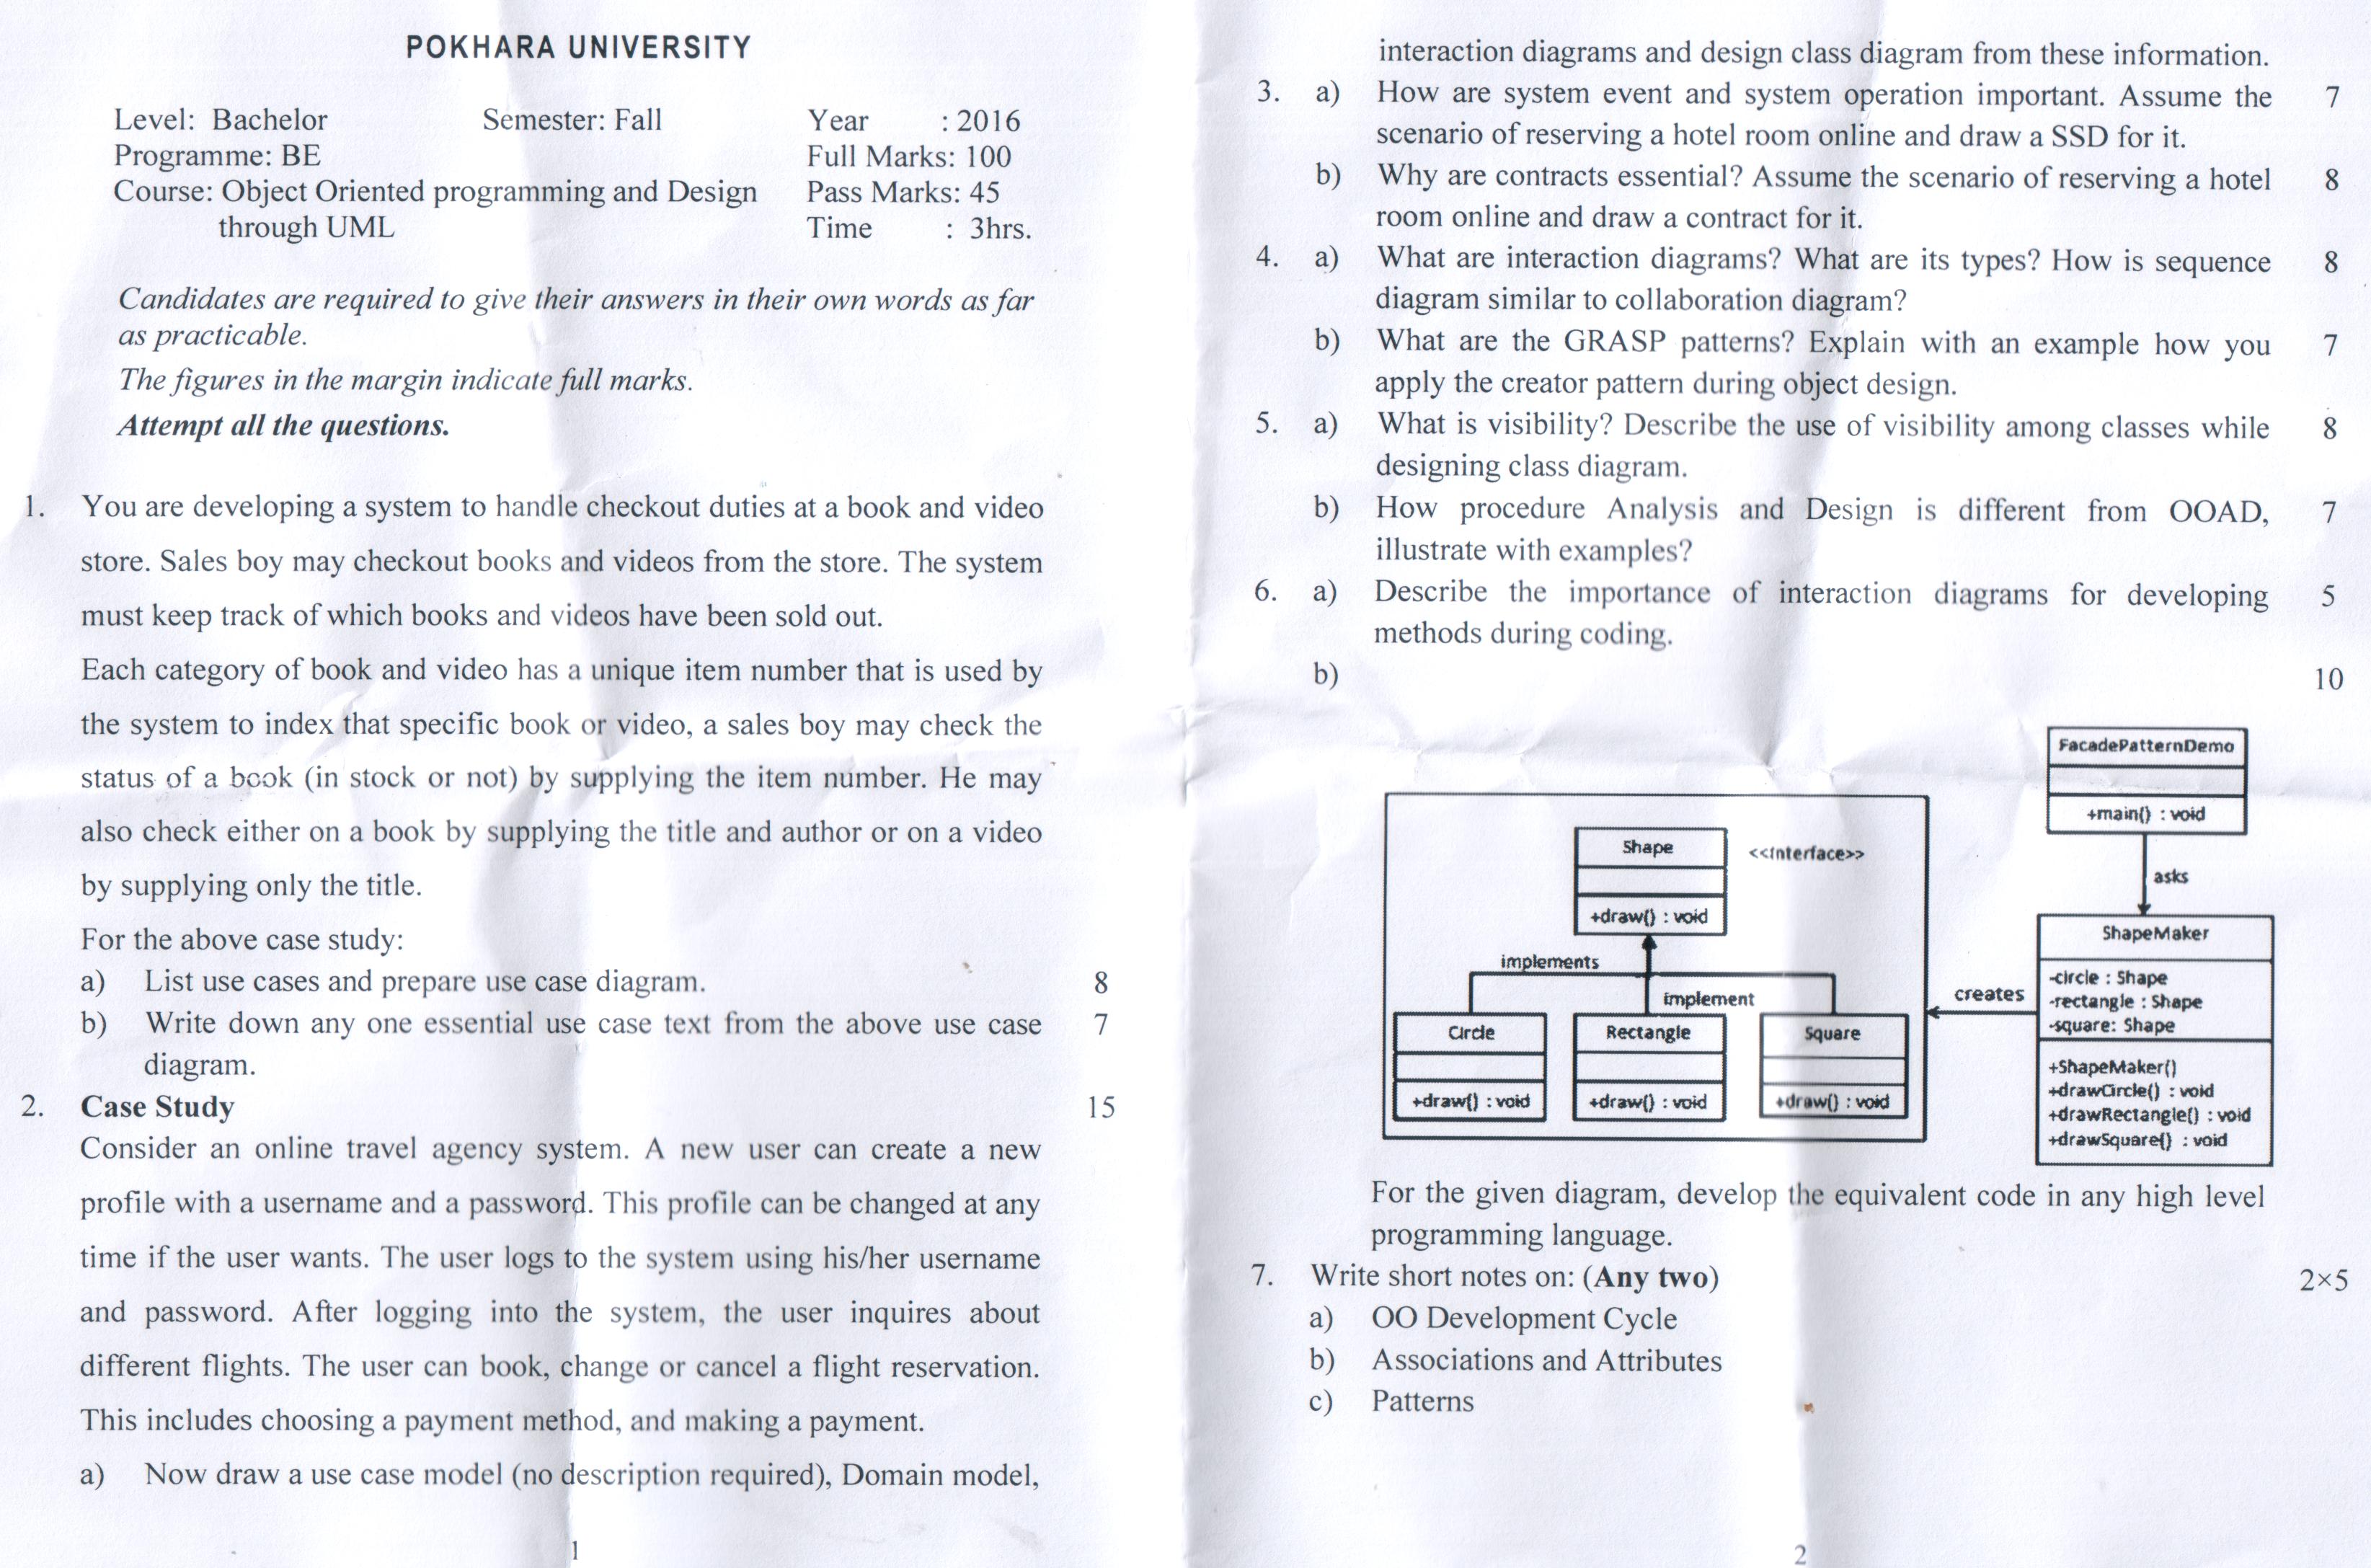 POKHARA UNIVERSITY
Level: Bachelor Semester: Fall Year : 2016
Programme: BE Full Marks: 100
Course: Object Oriented programming and Design Pass Marks: 45
through UML Time : 3hrs.
Candidates are required to give their answers in their own words as far
as practicable.
The figures in the margin indicate full marks.
Attempt all the questions.
1. You are developing a system to handle checkout duties at a book and video
store. Sales boy may checkout books and videos from the store. The system
must keep track of which books and videos have been sold out.
Each category of book and video has a unique item number that is used by
the system to index that specific book or video, a sales boy may check the
status of a book (in stock or not) by supplying the item number. He may
also check either on a book by supplying the title and author or on a video
by supplying only the title.
For the above case study:
a) List use cases and prepare use case diagram. 8
b) Write down any one essential use case text from the above use case 7
diagram.
2. Case Study 15
Consider an online travel agency system. A new user can create a new
profile with a username and a password. This profile can be changed at any
time if the user wants. The user logs to the system using his/her username
and password. After logging into the system, the user inquires about
different flights. The user can book, change or cancel a flight reservation.
This includes choosing a payment method, and making a payment.
a) Now draw a use case model (no description required), Domain model,
1
interaction diagrams and design class diagram from these information.
3. a) How are system event and system operation important. Assume the 7
scenario of reserving a hotel room online and draw a SSD for it.
b) Why are contracts essential? Assume the scenario of reserving a hotel 8
room online and draw a contract for it.
4. a) What are interaction diagrams? What are its types? How is sequence 8
diagram similar to collaboration diagram?
b) What are the GRASP patterns? Explain with an example how you 7
apply the creator pattern during object design.
5. a) What is visibility? Describe the use of visibility among classes while 8
designing class diagram.
b) How procedure Analysis and Design is different from OOAD, 7
illustrate with examples?
6. a) Describe the importance of interaction diagrams for developing 5
methods during coding.
b) 10
FacadePatternDemo
+main() : void
asks
Shape
<<Interface>>
+draw() : void
implements
implement
Circle
+draw() : void
Rectangle
+draw() : void
Square
+draw() : void
creates
ShapeMaker
-circle : Shape
-rectangle : Shape
-square: Shape
+ShapeMaker()
+drawCircle() : void
+drawRectangle() : void
+drawSquare() : void
For the given diagram, develop the equivalent code in any high level
programming language.
7. Write short notes on: (Any two) 2×5
a) OO Development Cycle
b) Associations and Attributes
c) Patterns
2